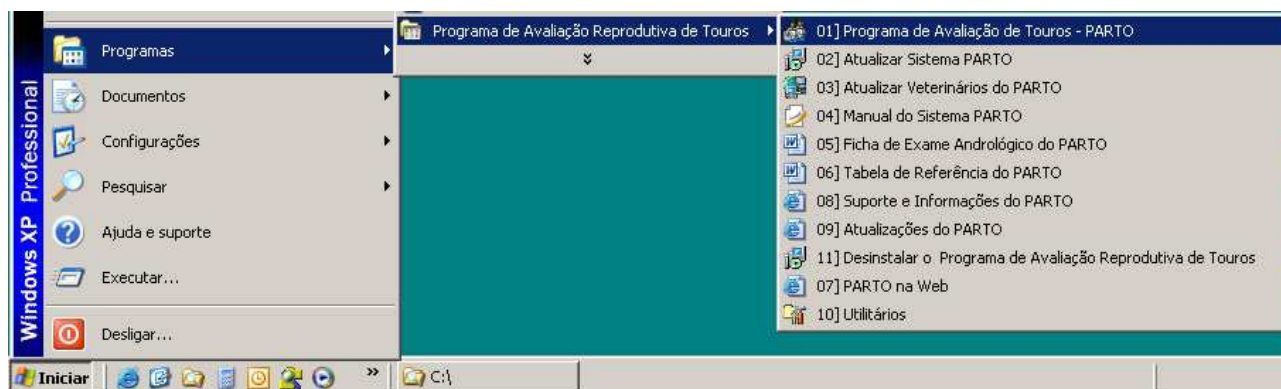 Windows XP Professional
Programas
Documentos
Configurações
Pesquisar
Ajuda e suporte
Executar...
Desligar...
Programa de Avaliação Reprodutiva de Touros
01] Programa de Avaliação de Touros - PARTO
02] Atualizar Sistema PARTO
03] Atualizar Veterinários do PARTO
04] Manual do Sistema PARTO
05] Ficha de Exame Andrológico do PARTO
06] Tabela de Referência do PARTO
08] Suporte e Informações do PARTO
09] Atualizações do PARTO
11] Desinstalar o  Programa de Avaliação Reprodutiva de Touros
07] PARTO na Web
10] Utilitários
Iniciar
C:\